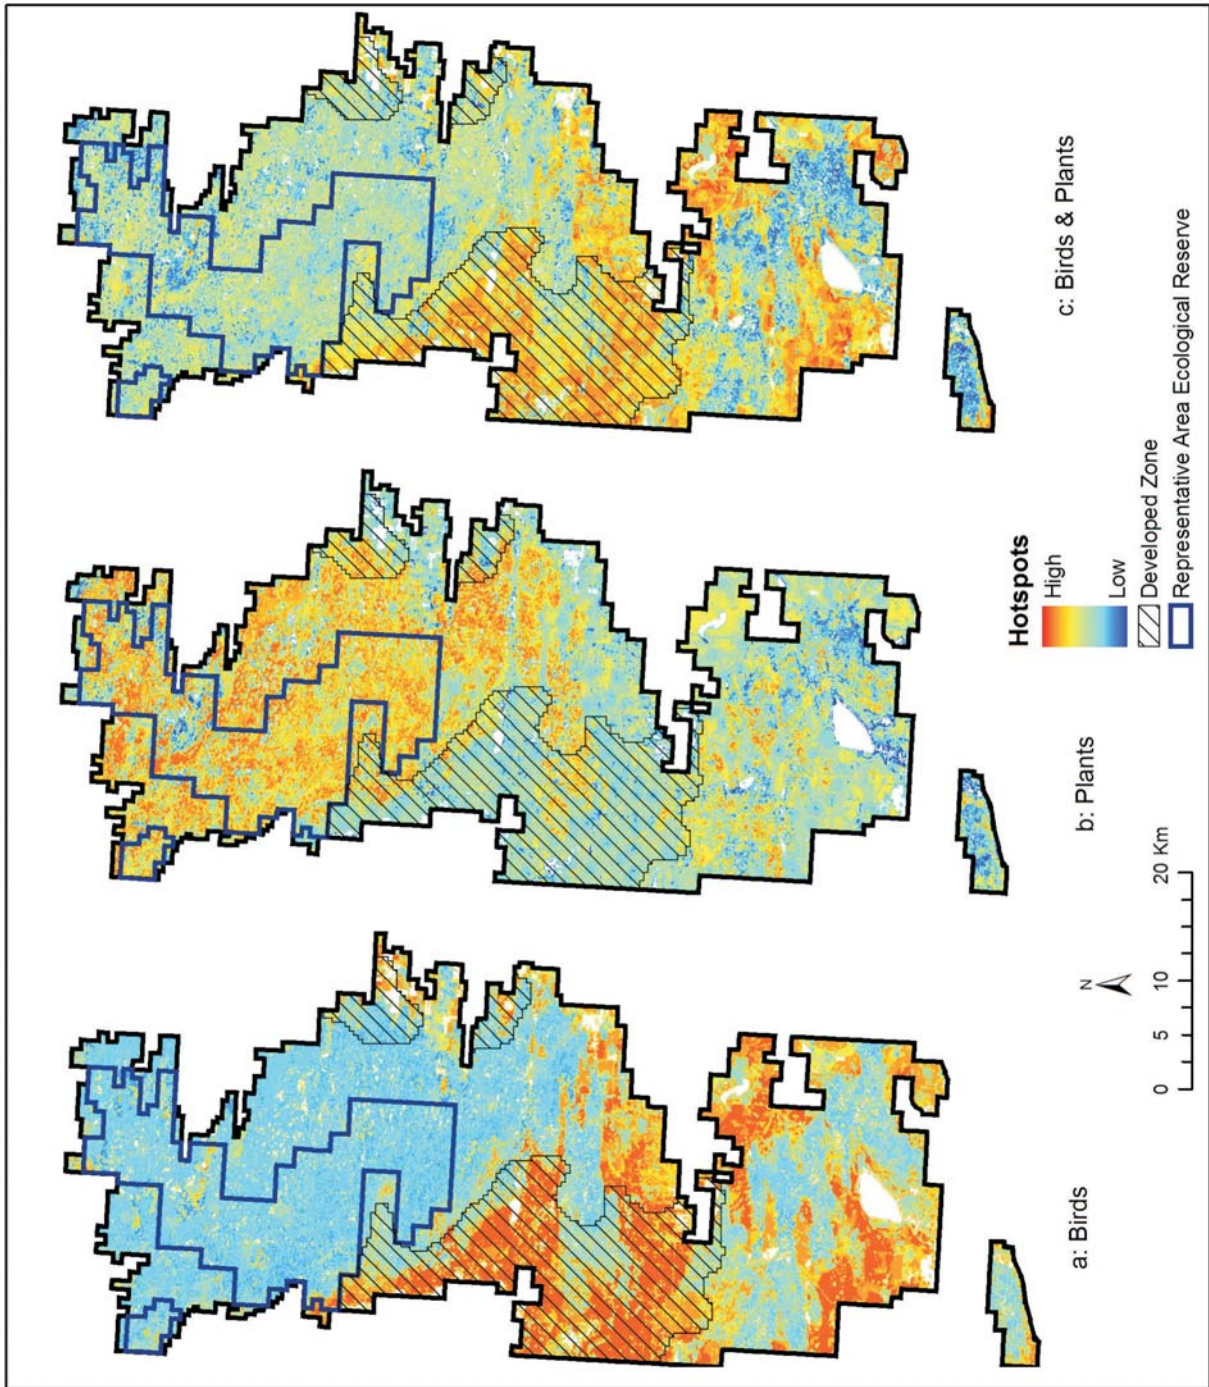 a: Birds
b: Plants
c: Birds & Plants
N
0 5 10 20 Km
Hotspots
High
Low
Developed Zone
Representative Area Ecological Reserve